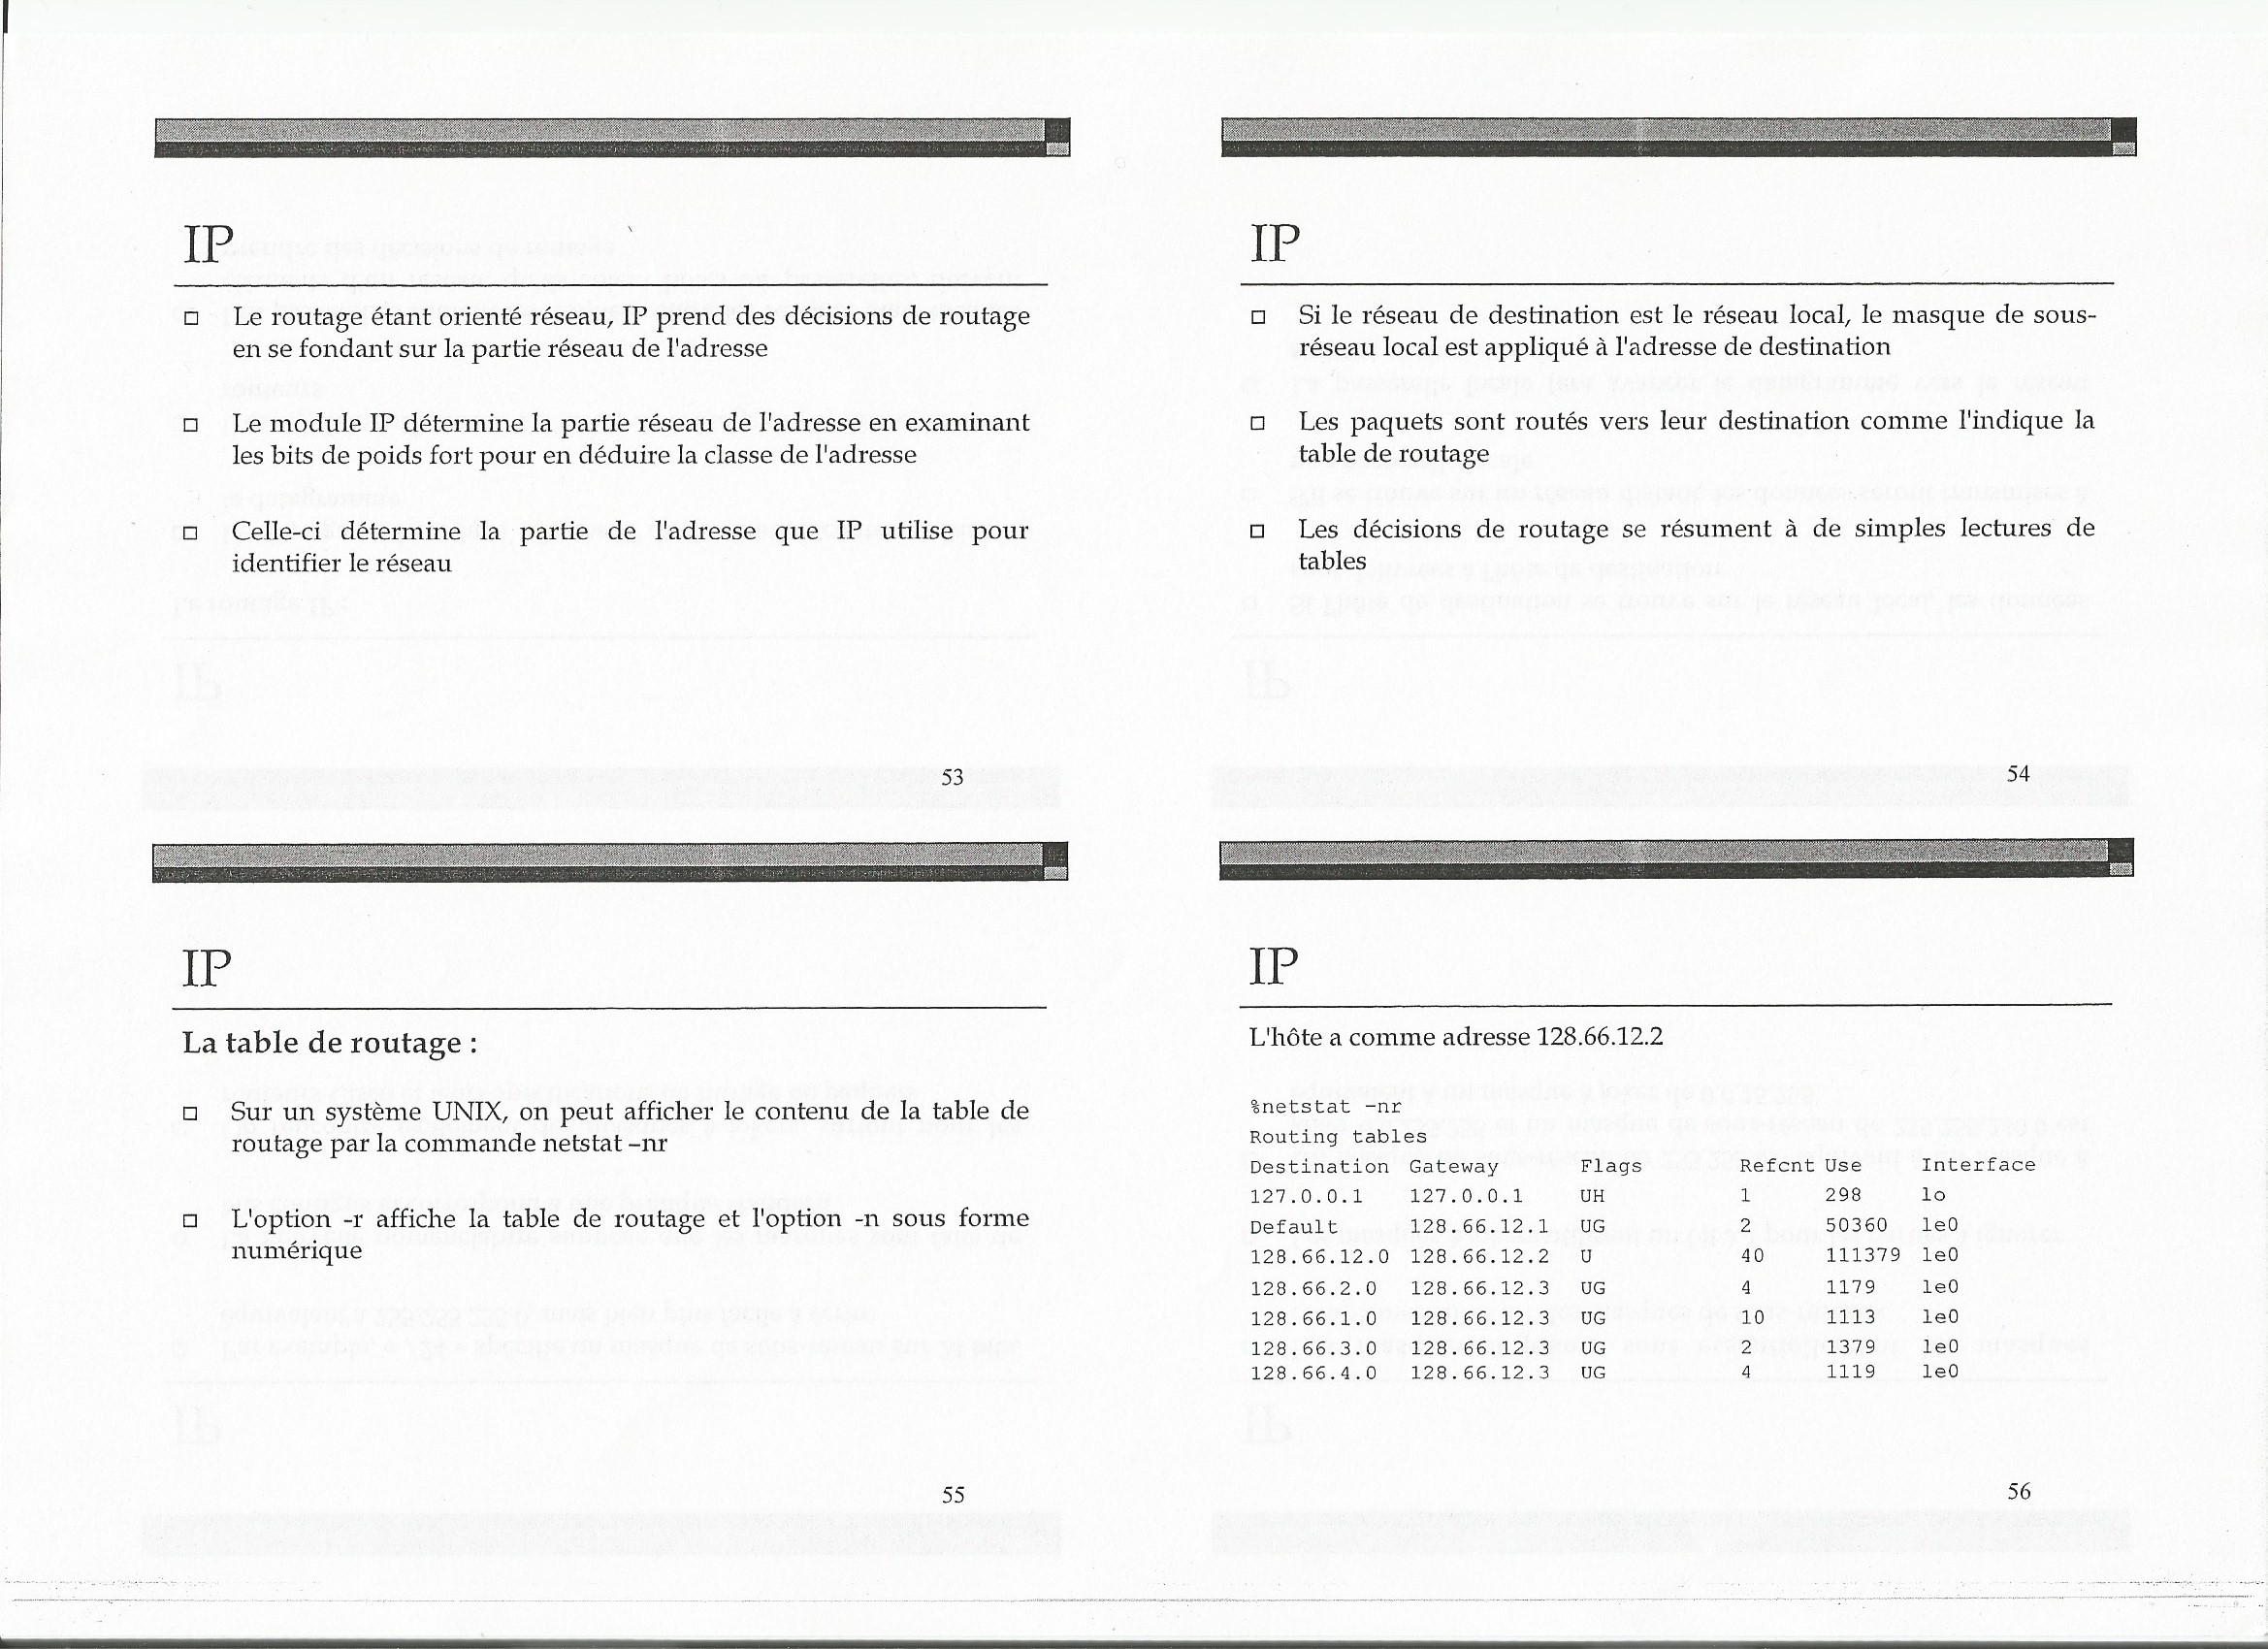 IP
□ Le routage étant orienté réseau, IP prend des décisions de routage
en se fondant sur la partie réseau de l'adresse
□ Le module IP détermine la partie réseau de l'adresse en examinant
les bits de poids fort pour en déduire la classe de l'adresse
□ Celle-ci détermine la partie de l'adresse que IP utilise pour
identifier le réseau
53
IP
□ Si le réseau de destination est le réseau local, le masque de sous-
réseau local est appliqué à l'adresse de destination
□ Les paquets sont routés vers leur destination comme l'indique la
table de routage
□ Les décisions de routage se résument à de simples lectures de
tables
54
IP
La table de routage :
□ Sur un système UNIX, on peut afficher le contenu de la table de
routage par la commande netstat –nr
□ L'option -r affiche la table de routage et l'option -n sous forme
numérique
55
IP
L'hôte a comme adresse 128.66.12.2
%netstat –nr
Routing tables
Destination Gateway Flags Refcnt Use Interface
127.0.0.1 127.0.0.1 UH 1 298 lo
Default 128.66.12.1 UG 2 50360 le0
128.66.12.0 128.66.12.2 U 40 111379 le0
128.66.2.0 128.66.12.3 UG 4 1179 le0
128.66.1.0 128.66.12.3 UG 10 1113 le0
128.66.3.0 128.66.12.3 UG 2 1379 le0
128.66.4.0 128.66.12.3 UG 4 1119 le0
56